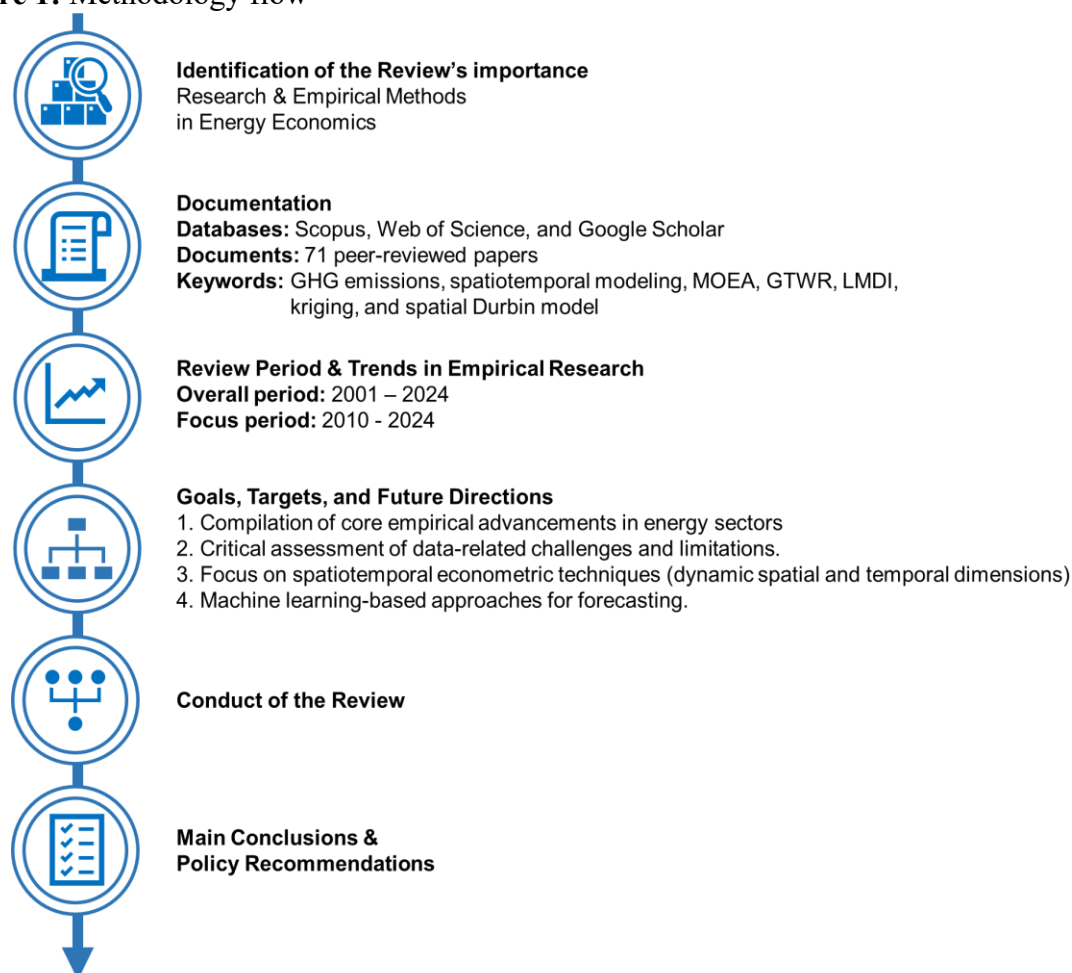 1: Methodology flow
Identification of the Review's importance
Research & Empirical Methods
in Energy Economics
Documentation
Databases: Scopus, Web of Science, and Google Scholar
Documents: 71 peer-reviewed papers
Keywords: GHG emissions, spatiotemporal modeling, MOEA, GTWR, LMDI,
kriging, and spatial Durbin model
Review Period & Trends in Empirical Research
Overall period: 2001 – 2024
Focus period: 2010 - 2024
Goals, Targets, and Future Directions
1. Compilation of core empirical advancements in energy sectors
2. Critical assessment of data-related challenges and limitations.
3. Focus on spatiotemporal econometric techniques (dynamic spatial and temporal dimensions)
4. Machine learning-based approaches for forecasting.
Conduct of the Review
Main Conclusions &
Policy Recommendations